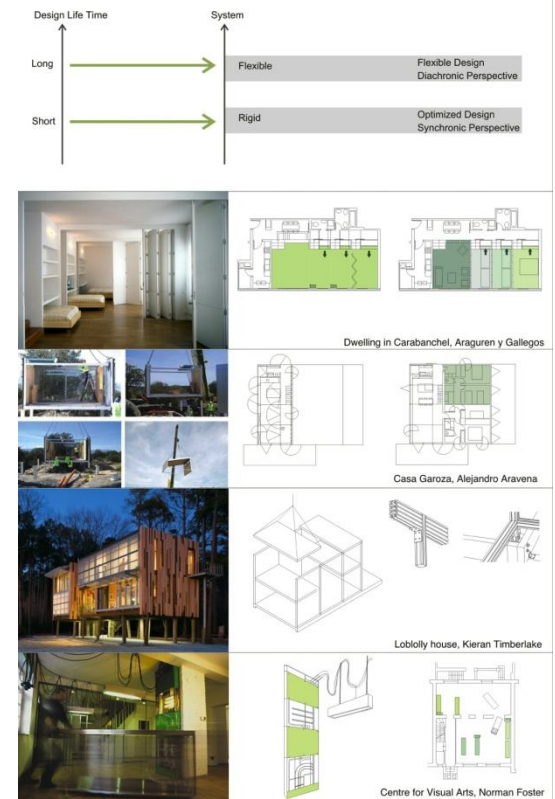 Design Life Time
System
Long
Flexible
Flexible Design
Diachronic Perspective
Short
Rigid
Optimized Design
Synchronic Perspective
Dwelling in Carabanchel, Araguren y Gallegos
Casa Garoza, Alejandro Aravena
Loblolly house, Kieran Timberlake
Centre for Visual Arts, Norman Foster